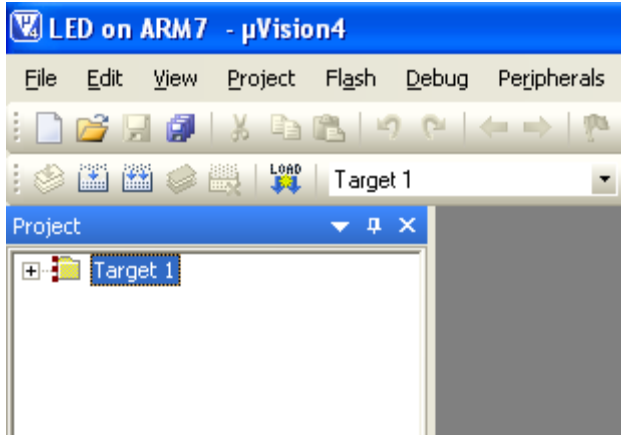 LED on ARM7 - µVision4
File Edit View Project Flash Debug Peripherals
LOAD Target 1
Project
Target 1